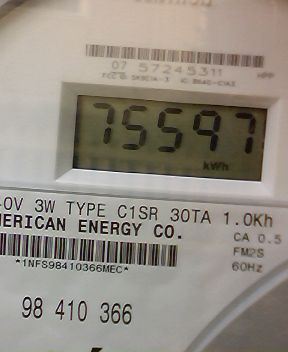 07 57245311
75597
kWh
0V 3W TYPE C1SR 30TA 1.0Kh
MERICAN ENERGY CO. CA 0.5
FM2S
*1NFS98410366MEC* 60Hz
98 410 366